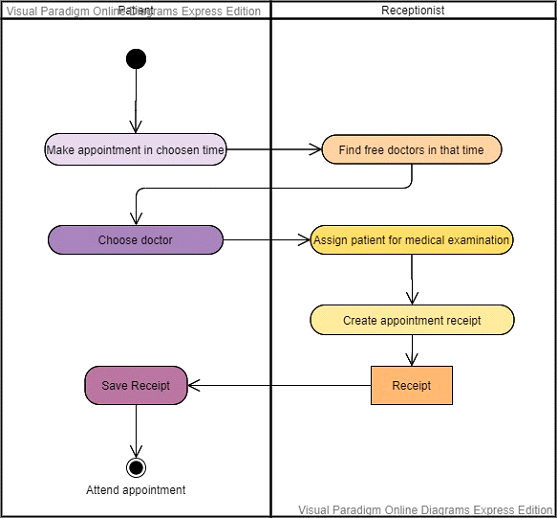 Visual Paradigm Online Diagrams Express Edition
Patient
Receptionist
Make appointment in choosen time
Find free doctors in that time
Choose doctor
Assign patient for medical examination
Create appointment receipt
Save Receipt
Receipt
Attend appointment
Visual Paradigm Online Diagrams Express Edition